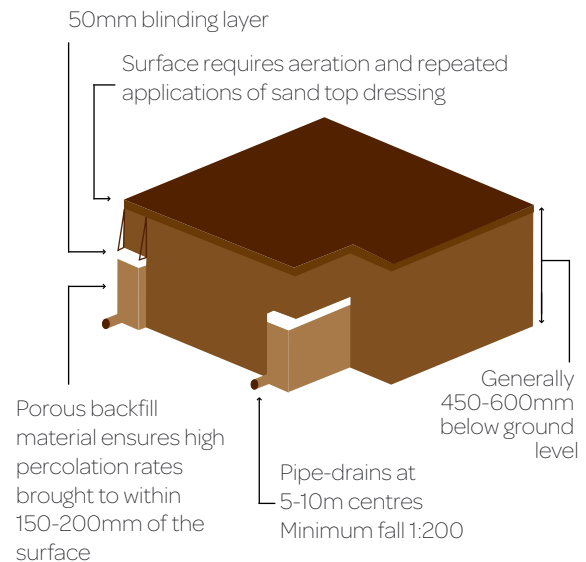 50mm blinding layer
Surface requires aeration and repeated
applications of sand top dressing
Generally
450-600mm
below ground
level
Porous backfill
material ensures high
percolation rates
brought to within
150-200mm of the
surface
Pipe-drains at
5-10m centres
Minimum fall 1:200